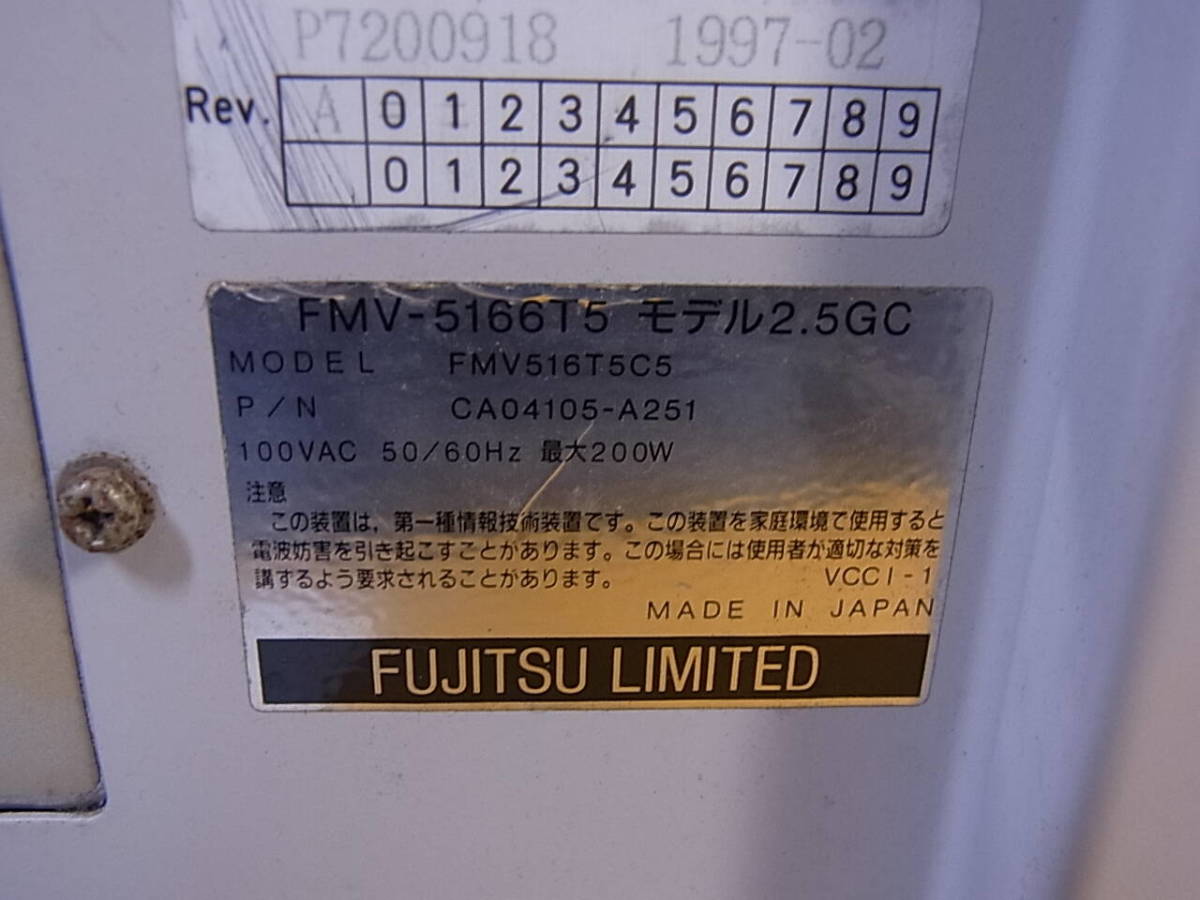 P7200918 1997-02
Rev. A 0 1 2 3 4 5 6 7 8 9
0 1 2 3 4 5 6 7 8 9
FMV-5166T5 モデル2.5GC
MODEL FMV516T5C5
P/N CA04105-A251
100VAC 50/60Hz 最大200W
注意
この装置は，第一種情報技術装置です。この装置を家庭環境で使用すると
電波妨害を引き起こすことがあります。この場合には使用者が適切な対策を
講ずるよう要求されることがあります。 VCCI-1
MADE IN JAPAN
FUJITSU LIMITED